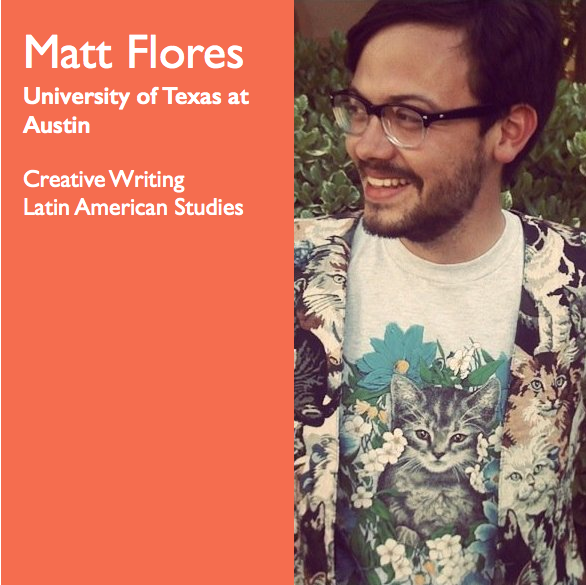 Matt Flores
University of Texas at
Austin
Creative Writing
Latin American Studies